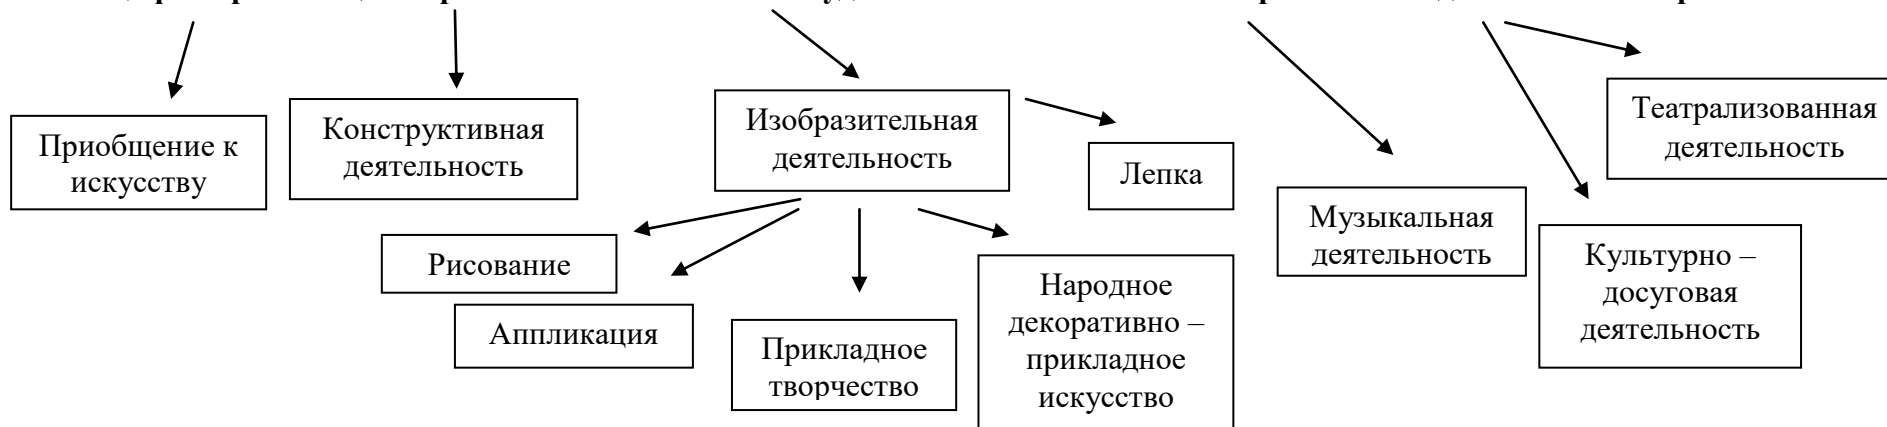 Приобщение к
искусству
Конструктивная
деятельность
Изобразительная
деятельность
Лепка
Театрализованная
деятельность
Музыкальная
деятельность
Культурно –
досуговая
деятельность
Рисование
Аппликация
Прикладное
творчество
Народное
декоративно –
прикладное
искусство